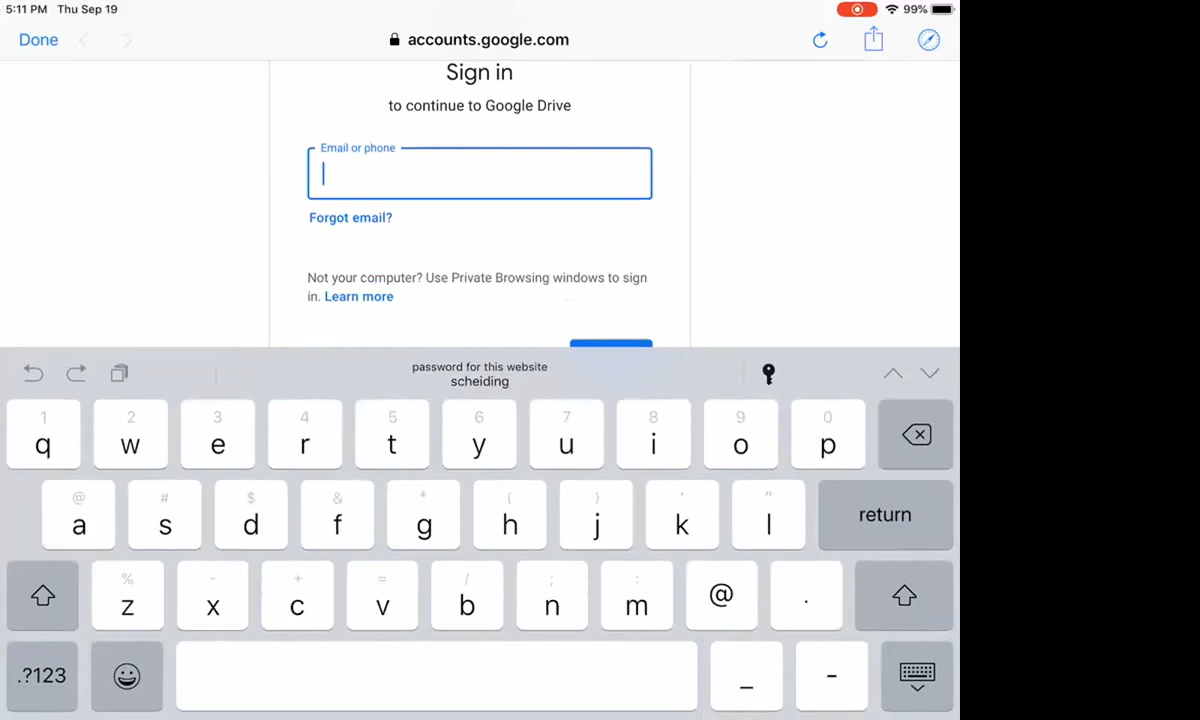 5:11 PM Thu Sep 19
99%
Done
accounts.google.com
Sign in
to continue to Google Drive
Email or phone
Forgot email?
Not your computer? Use Private Browsing windows to sign
in. Learn more
password for this website
scheiding
1 2 3 4 5 6 7 8 9 0
q w e r t y u i o p
@ # $ & * ( ) ' "
a s d f g h j k l return
% - + = / ; :
z x c v b n m @ .
.?123 _ -